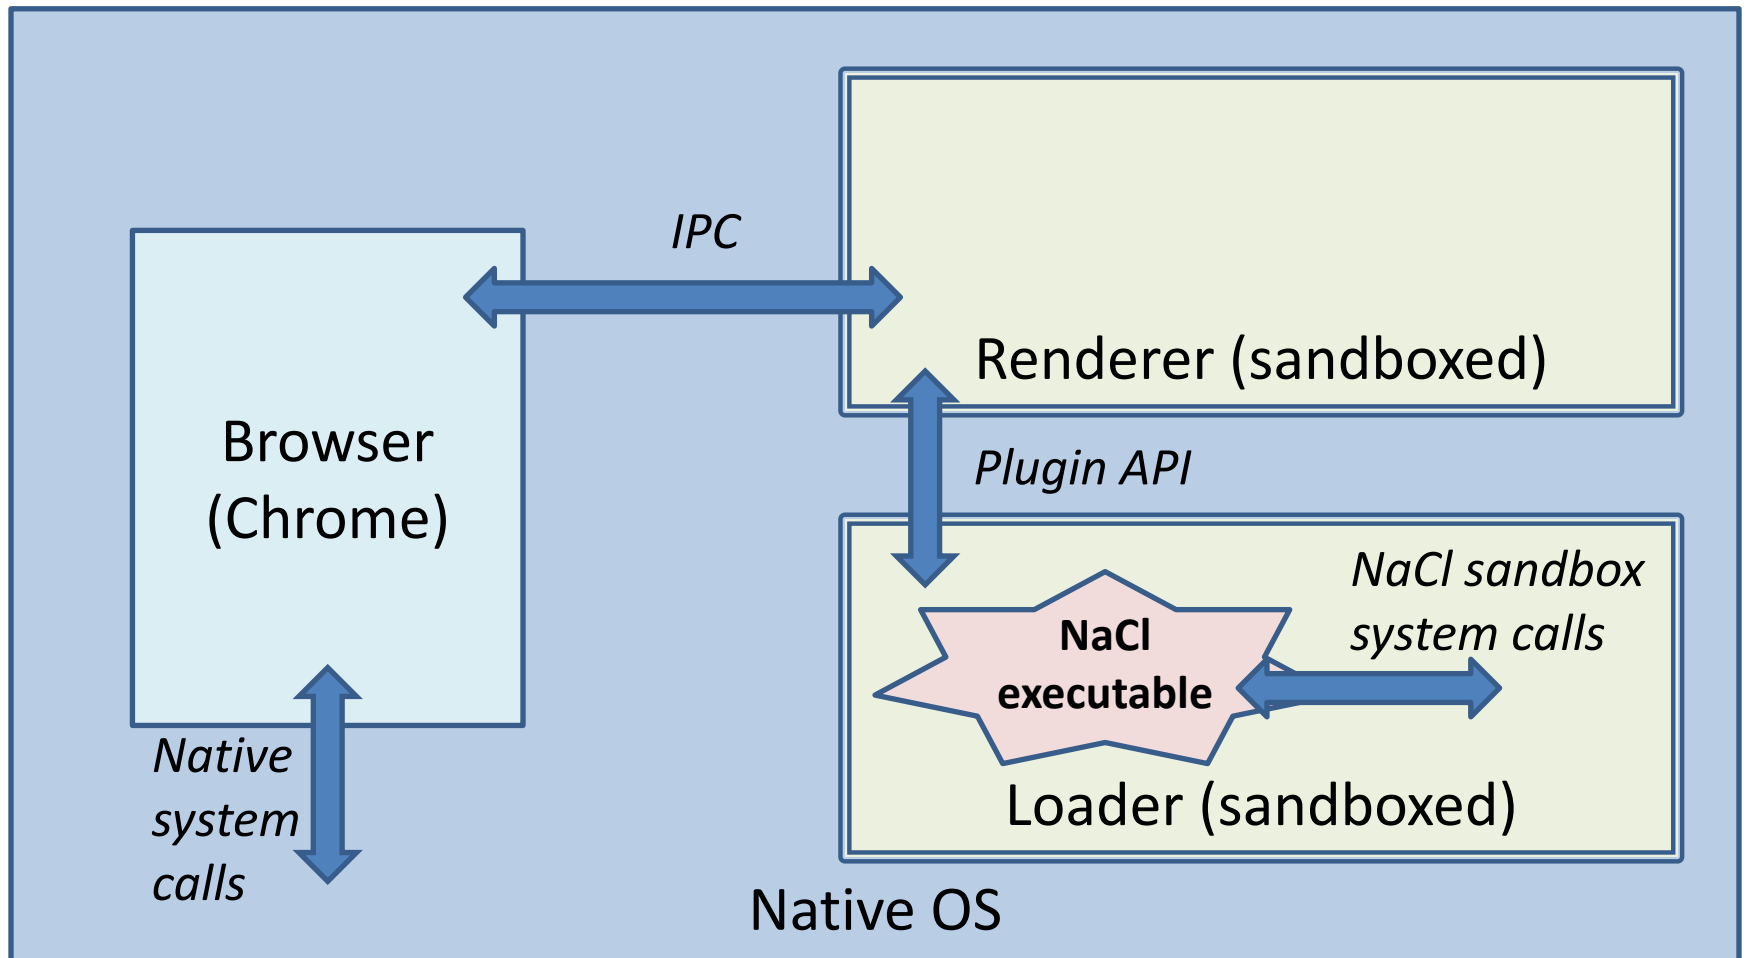 IPC
Renderer (sandboxed)
Browser
(Chrome)
Plugin API
NaCl sandbox
system calls
NaCl
executable
Loader (sandboxed)
Native
system
calls
Native OS